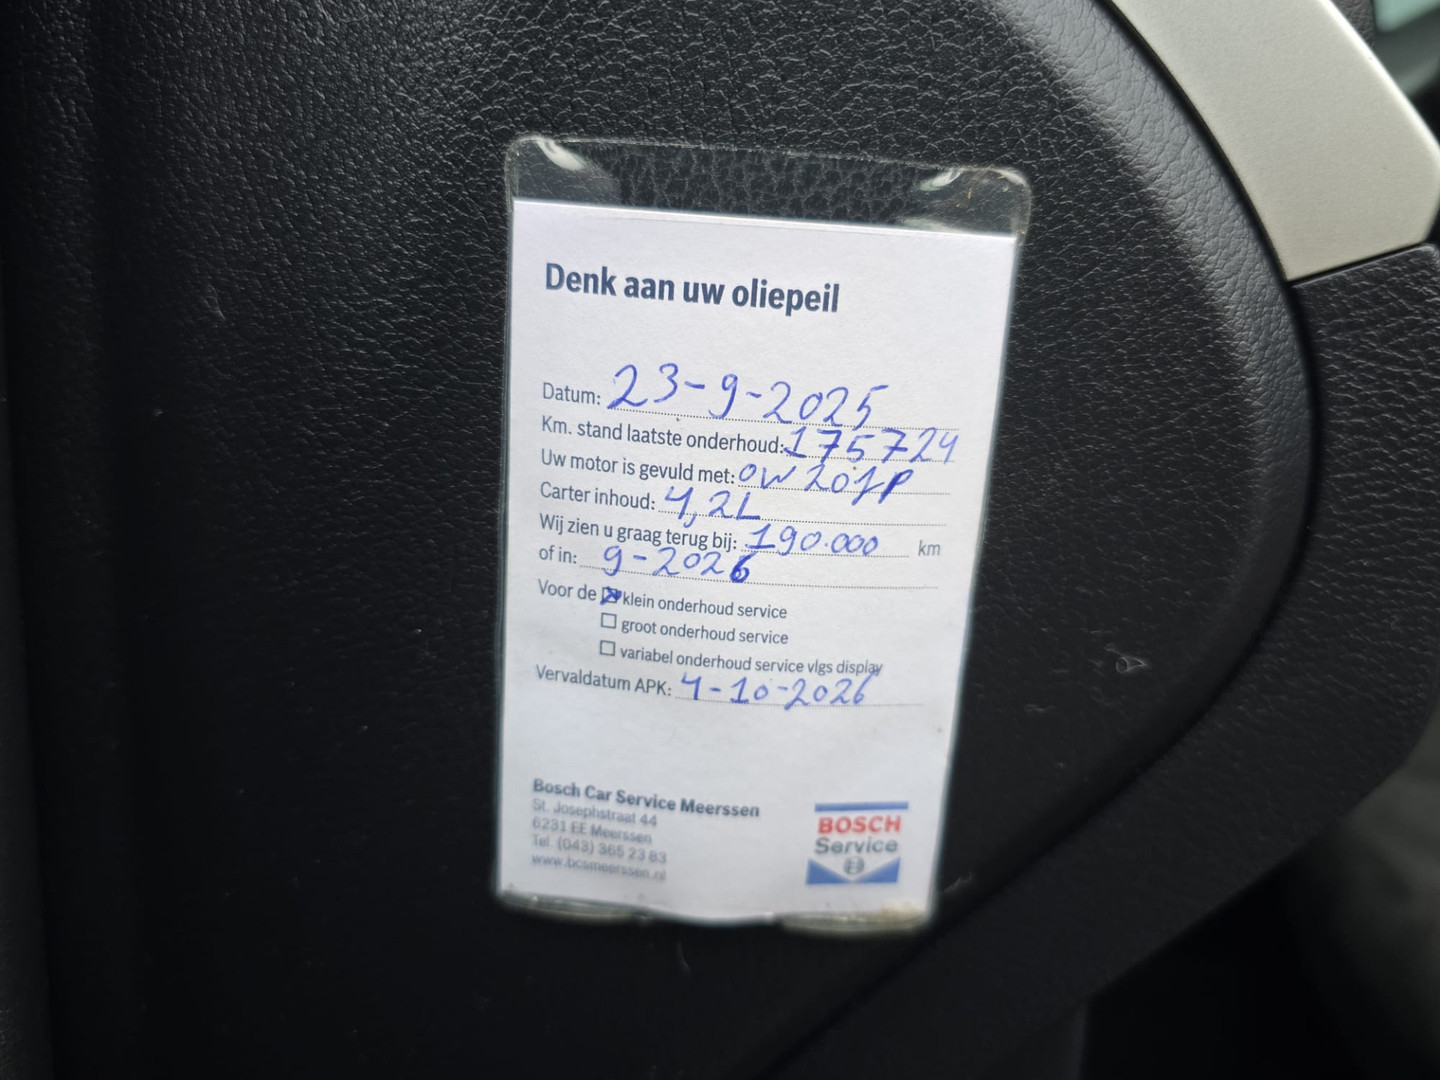 Denk aan uw oliepeil
Datum: 23-9-2025
Km. stand laatste onderhoud: 175724
Uw motor is gevuld met: 0W20 FP
Carter inhoud: 4,2L
Wij zien u graag terug bij: 190.000 km
of in: 9-2026
Voor de ☒ klein onderhoud service
☐ groot onderhoud service
☐ variabel onderhoud service vlgs display
Vervaldatum APK: 4-10-2026
Bosch Car Service Meerssen
St. Josephstraat 44
6231 EE Meerssen
Tel. (043) 365 23 83
www.bcsmeerssen.nl
BOSCH
Service